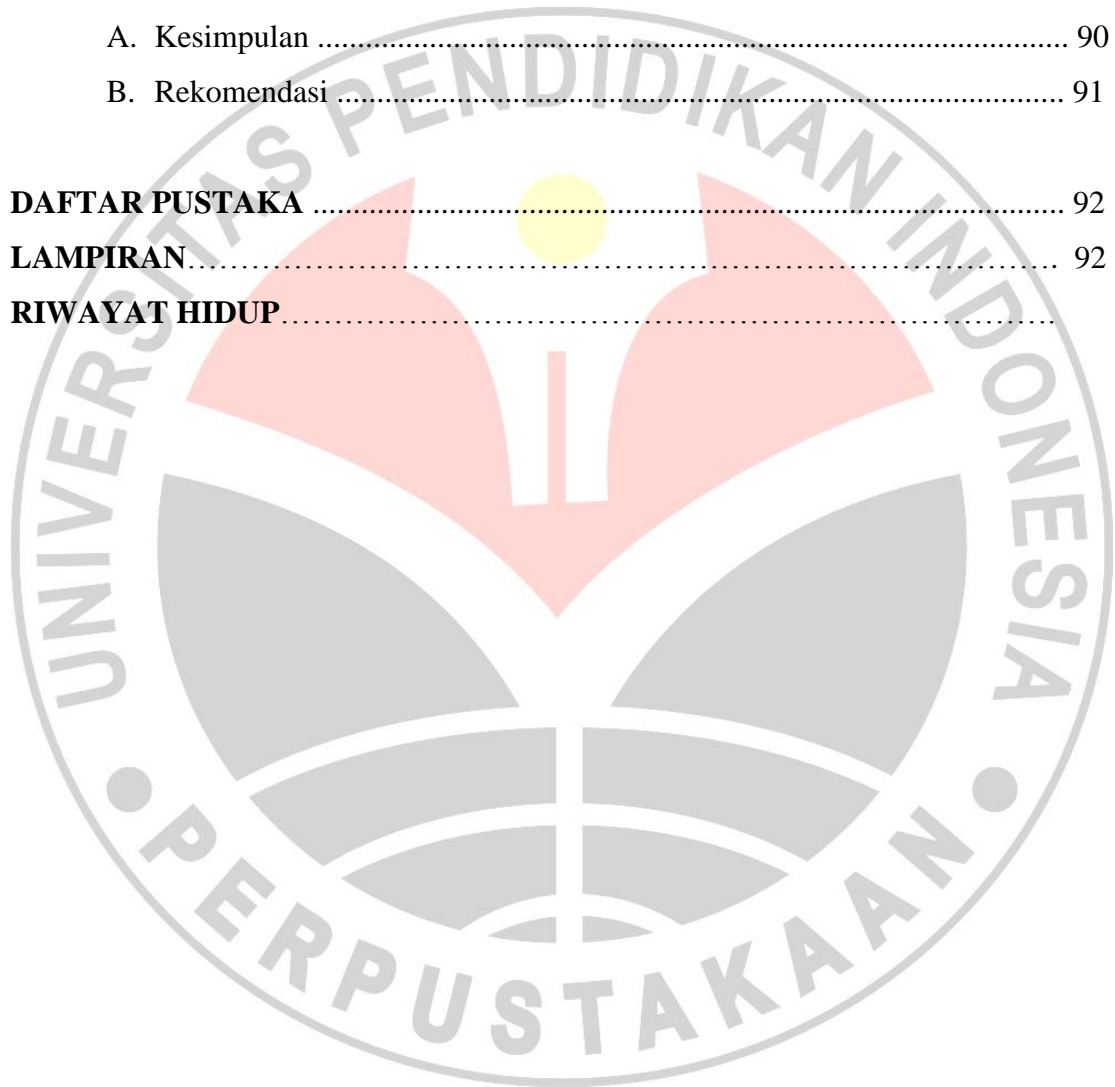 A. Kesimpulan ............................................................................................... 90
B. Rekomendasi ............................................................................................ 91
DAFTAR PUSTAKA ............................................................................................... 92
LAMPIRAN……………………………………………………………………………………. 92
RIWAYAT HIDUP…………………………………………………………………………….
UNIVERSITAS PENDIDIKAN INDONESIA
PERPUSTAKAAN